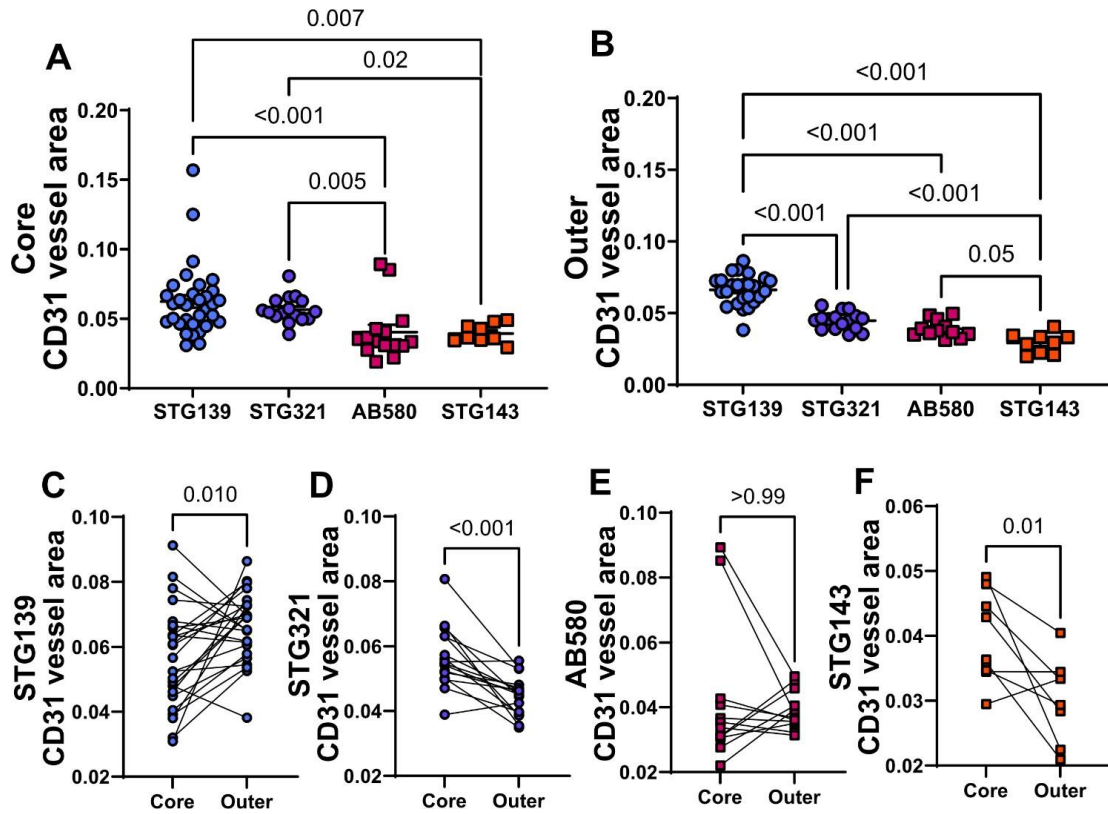 A
Core
CD31 vessel area
0.007
0.02
<0.001
0.005
0.20
0.15
0.10
0.05
0.00
STG139 STG321 AB580 STG143
B
Outer
CD31 vessel area
<0.001
<0.001
<0.001
<0.001
0.05
0.20
0.15
0.10
0.05
0.00
STG139 STG321 AB580 STG143
C
STG139
CD31 vessel area
0.010
0.10
0.08
0.06
0.04
0.02
Core Outer
D
STG321
CD31 vessel area
<0.001
0.10
0.08
0.06
0.04
0.02
Core Outer
E
AB580
CD31 vessel area
>0.99
0.10
0.08
0.06
0.04
0.02
Core Outer
F
STG143
CD31 vessel area
0.01
0.06
0.05
0.04
0.03
0.02
Core Outer